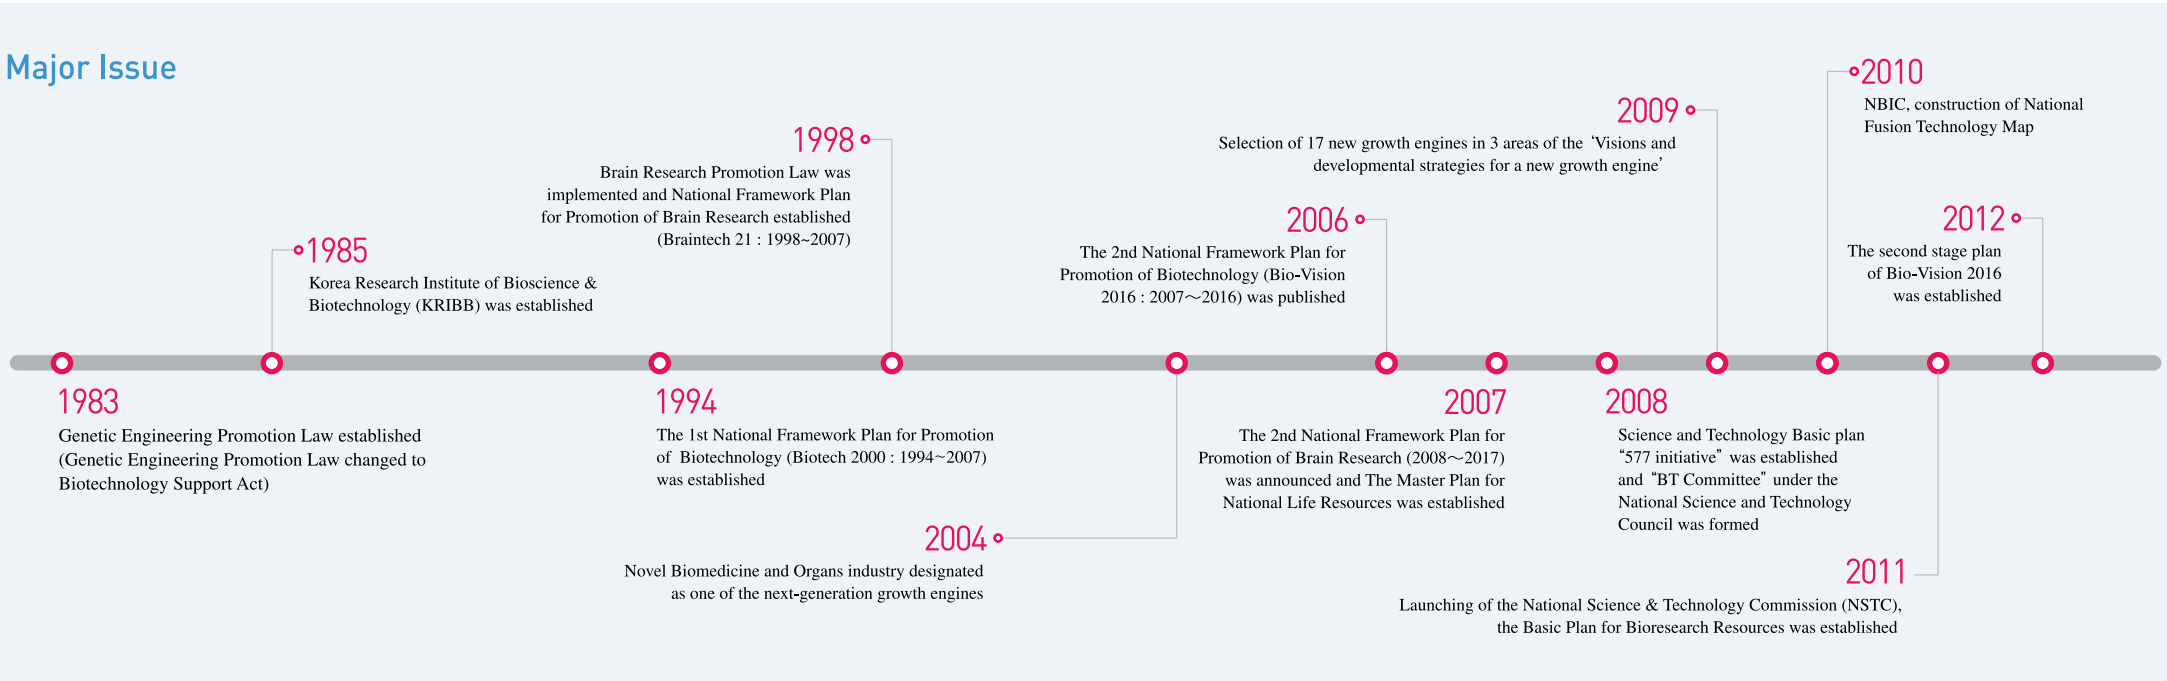 Major Issue
1983
Genetic Engineering Promotion Law established
(Genetic Engineering Promotion Law changed to
Biotechnology Support Act)
1985
Korea Research Institute of Bioscience &
Biotechnology (KRIBB) was established
1994
The 1st National Framework Plan for Promotion
of Biotechnology (Biotech 2000 : 1994~2007)
was established
1998
Brain Research Promotion Law was
implemented and National Framework Plan
for Promotion of Brain Research established
(Braintech 21 : 1998~2007)
2004
Novel Biomedicine and Organs industry designated
as one of the next-generation growth engines
2006
The 2nd National Framework Plan for
Promotion of Biotechnology (Bio-Vision
2016 : 2007～2016) was published
2007
The 2nd National Framework Plan for
Promotion of Brain Research (2008～2017)
was announced and The Master Plan for
National Life Resources was established
2008
Science and Technology Basic plan
“577 initiative” was established
and “BT Committee” under the
National Science and Technology
Council was formed
2009
Selection of 17 new growth engines in 3 areas of the ‘Visions and
developmental strategies for a new growth engine’
2010
NBIC, construction of National
Fusion Technology Map
2011
Launching of the National Science & Technology Commission (NSTC),
the Basic Plan for Bioresearch Resources was established
2012
The second stage plan
of Bio-Vision 2016
was established